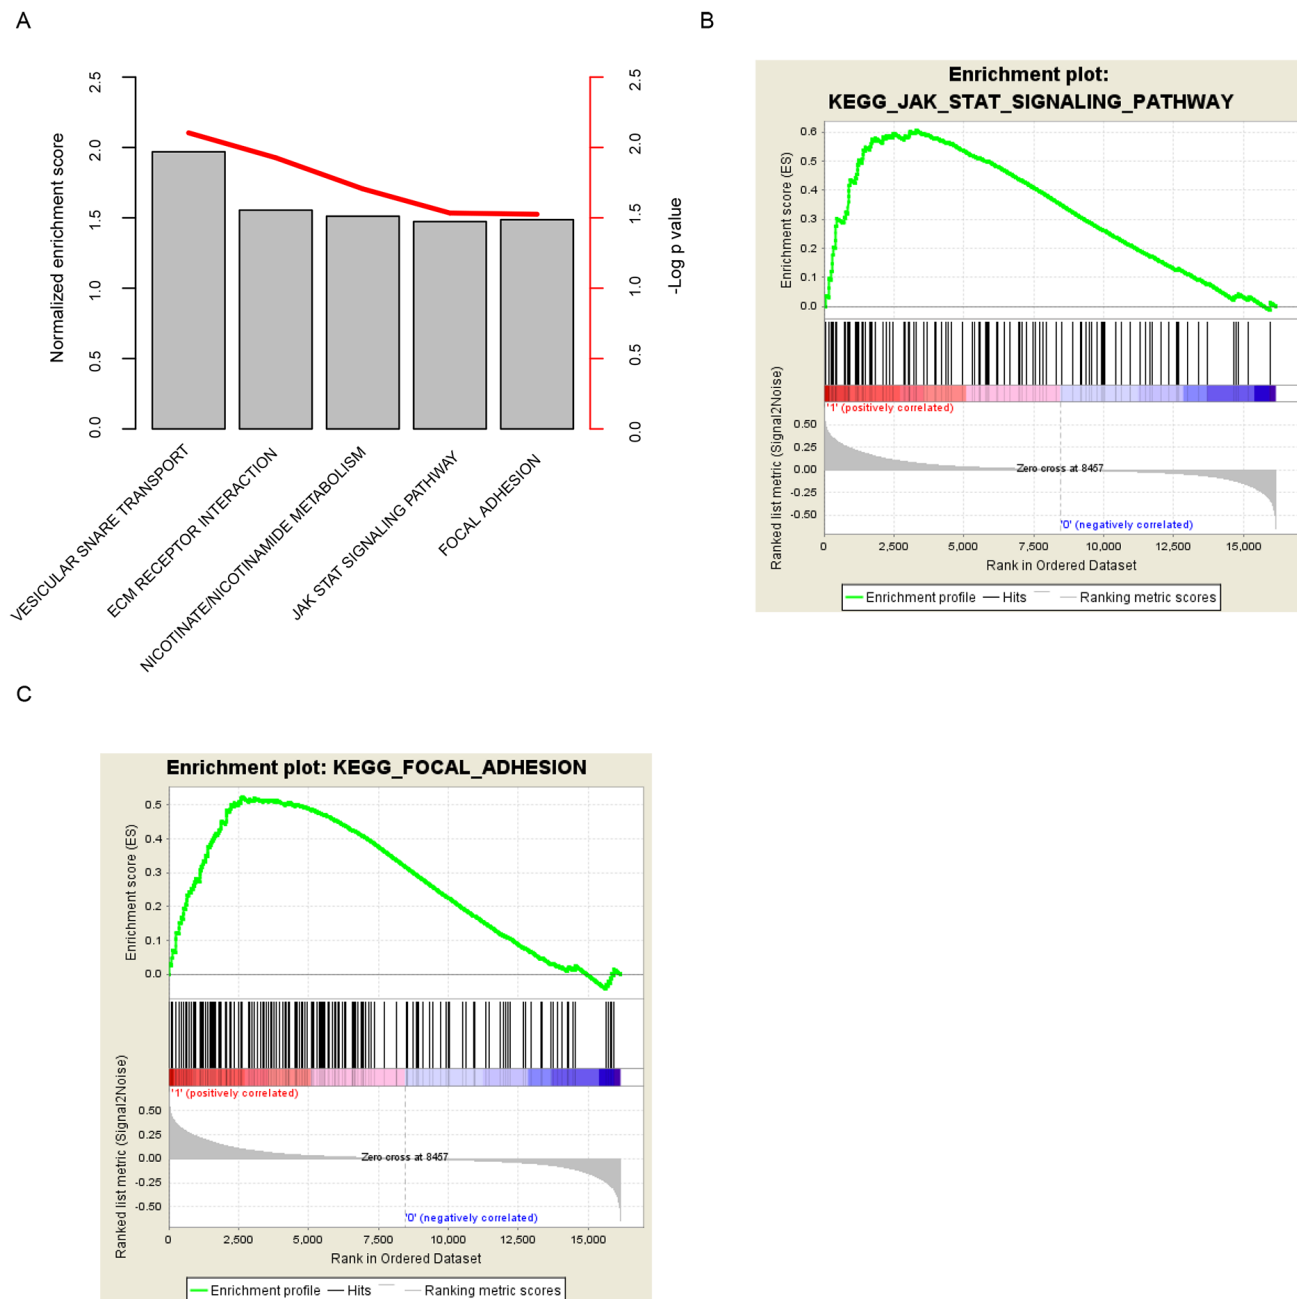 A
2.5
2.0
1.5
1.0
0.5
0.0
Normalized enrichment score
2.5
2.0
1.5
1.0
0.5
0.0
-Log p value
VESICULAR SNARE TRANSPORT
ECM RECEPTOR INTERACTION
NICOTINATE/NICOTINAMIDE METABOLISM
JAK STAT SIGNALING PATHWAY
FOCAL ADHESION
B
Enrichment plot:
KEGG_JAK_STAT_SIGNALING_PATHWAY
0.6
0.5
0.4
0.3
0.2
0.1
0.0
Enrichment score (ES)
'1' (positively correlated)
0.50
0.25
0.00
-0.25
-0.50
Ranked list metric (Signal2Noise)
Zero cross at 8457
'0' (negatively correlated)
0 2,500 5,000 7,500 10,000 12,500 15,000
Rank in Ordered Dataset
Enrichment profile Hits Ranking metric scores
C
Enrichment plot: KEGG_FOCAL_ADHESION
0.5
0.4
0.3
0.2
0.1
0.0
Enrichment score (ES)
'1' (positively correlated)
0.50
0.25
0.00
-0.25
-0.50
Ranked list metric (Signal2Noise)
Zero cross at 8457
'0' (negatively correlated)
0 2,500 5,000 7,500 10,000 12,500 15,000
Rank in Ordered Dataset
Enrichment profile Hits Ranking metric scores